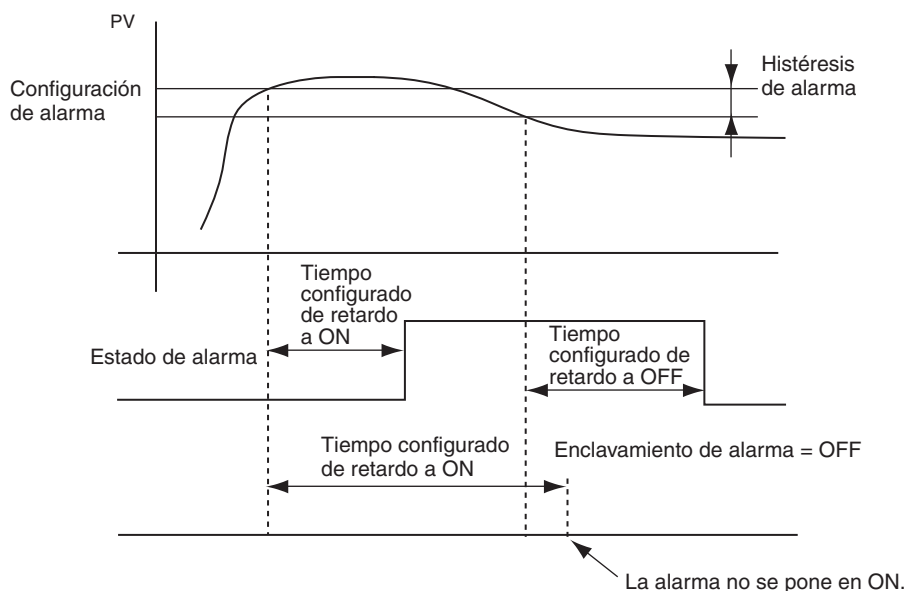 PV
Configuración
de alarma
Histéresis
de alarma
Tiempo
configurado
de retardo
a ON
Estado de alarma
Tiempo
configurado de
retardo a OFF
Tiempo configurado
de retardo a ON
Enclavamiento de alarma = OFF
La alarma no se pone en ON.